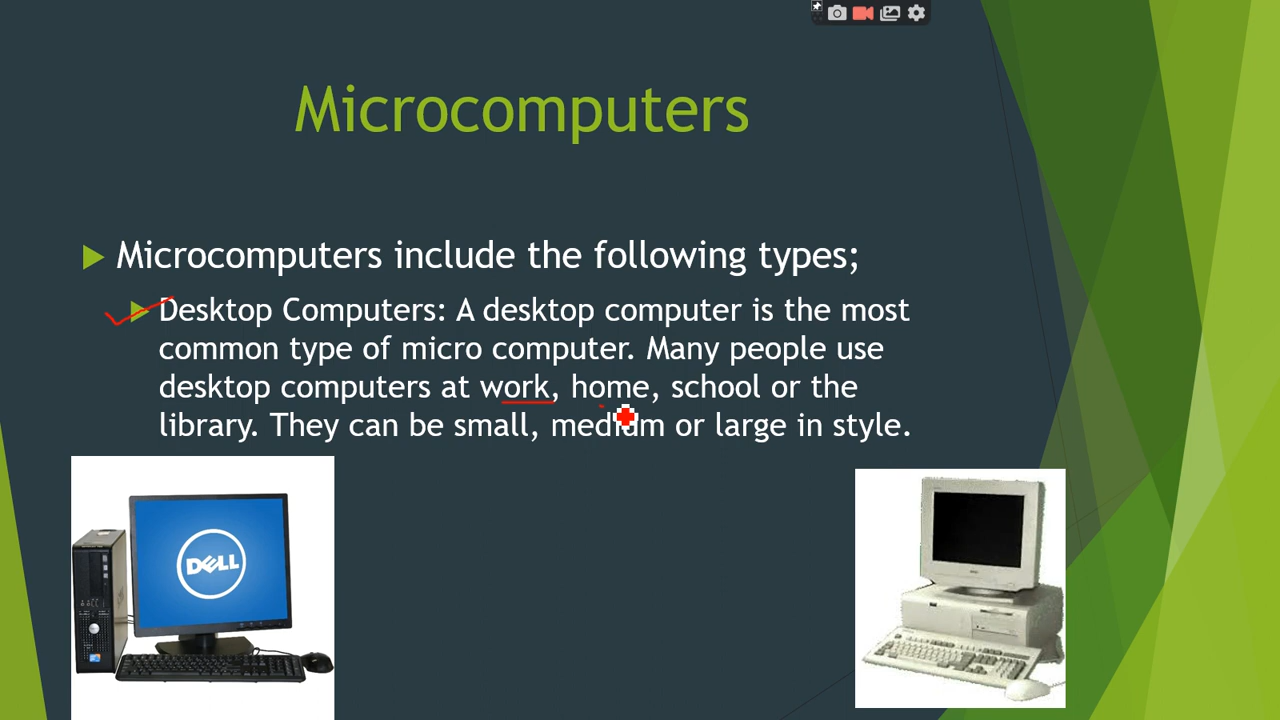 Microcomputers
Microcomputers include the following types;
Desktop Computers: A desktop computer is the most
common type of micro computer. Many people use
desktop computers at work, home, school or the
library. They can be small, medium or large in style.
DELL